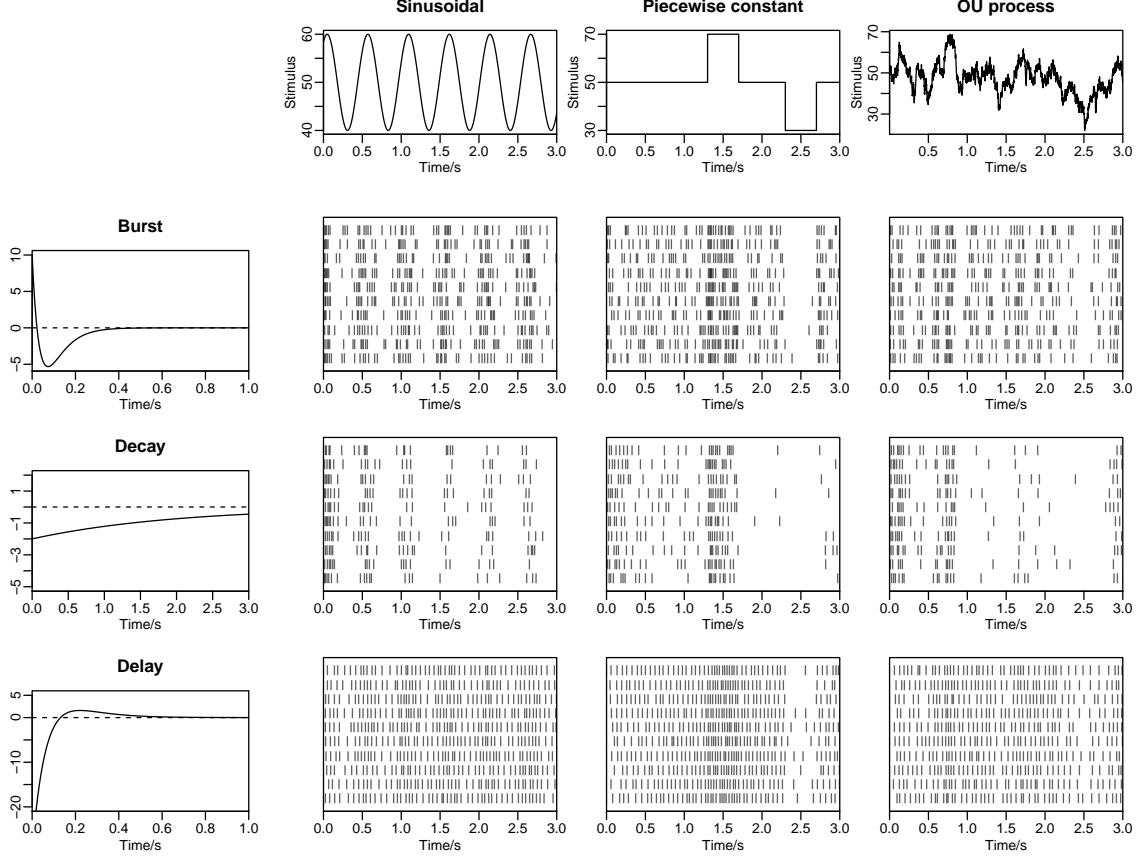 Sinusoidal Piecewise constant OU process
Stimulus
60
50
40
0.0 0.5 1.0 1.5 2.0 2.5 3.0
Time/s
Stimulus
70
50
30
0.0 0.5 1.0 1.5 2.0 2.5 3.0
Time/s
Stimulus
70
50
30
0.5 1.0 1.5 2.0 2.5 3.0
Time/s
Burst
10
5
0
−5
0.0 0.2 0.4 0.6 0.8 1.0
Time/s
0.0 0.5 1.0 1.5 2.0 2.5 3.0
Time/s
0.0 0.5 1.0 1.5 2.0 2.5 3.0
Time/s
0.0 0.5 1.0 1.5 2.0 2.5 3.0
Time/s
Decay
1
−1
−3
−5
0.0 0.5 1.0 1.5 2.0 2.5 3.0
Time/s
0.0 0.5 1.0 1.5 2.0 2.5 3.0
Time/s
0.0 0.5 1.0 1.5 2.0 2.5 3.0
Time/s
0.0 0.5 1.0 1.5 2.0 2.5 3.0
Time/s
Delay
5
0
−10
−20
0.0 0.2 0.4 0.6 0.8 1.0
Time/s
0.0 0.5 1.0 1.5 2.0 2.5 3.0
Time/s
0.0 0.5 1.0 1.5 2.0 2.5 3.0
Time/s
0.0 0.5 1.0 1.5 2.0 2.5 3.0
Time/s